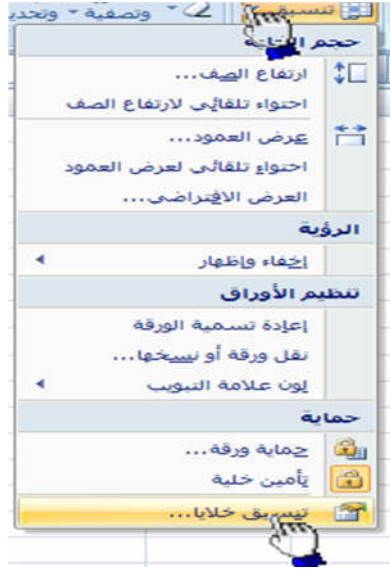 تنسيق وتصفية وتحديد
حجم الخلية
ارتفاع الصف...
احتواء تلقائي لارتفاع الصف
عرض العمود...
احتواء تلقائي لعرض العمود
العرض الافتراضي...
الرؤية
إخفاء وإظهار
تنظيم الأوراق
إعادة تسمية الورقة
نقل ورقة أو نسخها...
لون علامة التبويب
حماية
حماية ورقة...
تأمين خلية
تنسيق خلايا...